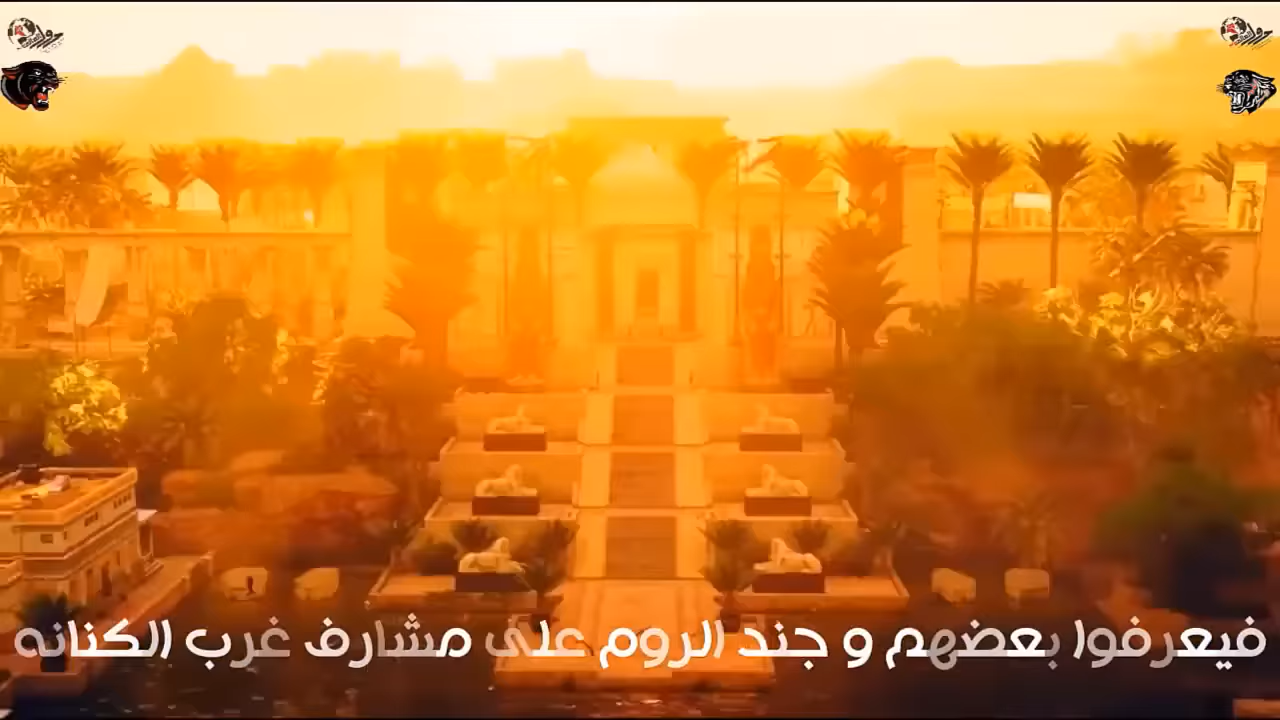 فيعرفوا بعضهم و جند الروم على مشارف غرب الكنانه